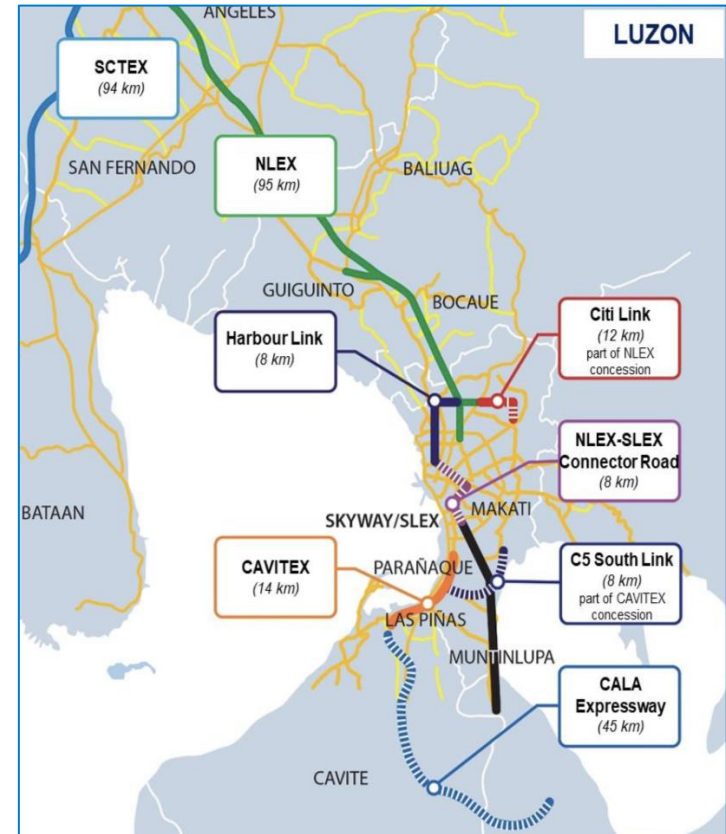 ANGELES
LUZON
SCTEX
(94 km)
SAN FERNANDO
NLEX
(95 km)
BALIUAG
GUIGUINTO
BOCAUE
Harbour Link
(8 km)
Citi Link
(12 km)
part of NLEX
concession
NLEX-SLEX
Connector Road
(8 km)
BATAAN
SKYWAY/SLEX
MAKATI
CAVITEX
(14 km)
PARAÑAQUE
C5 South Link
(8 km)
part of CAVITEX
concession
LAS PIÑAS
MUNTINLUPA
CALA
Expressway
(45 km)
CAVITE